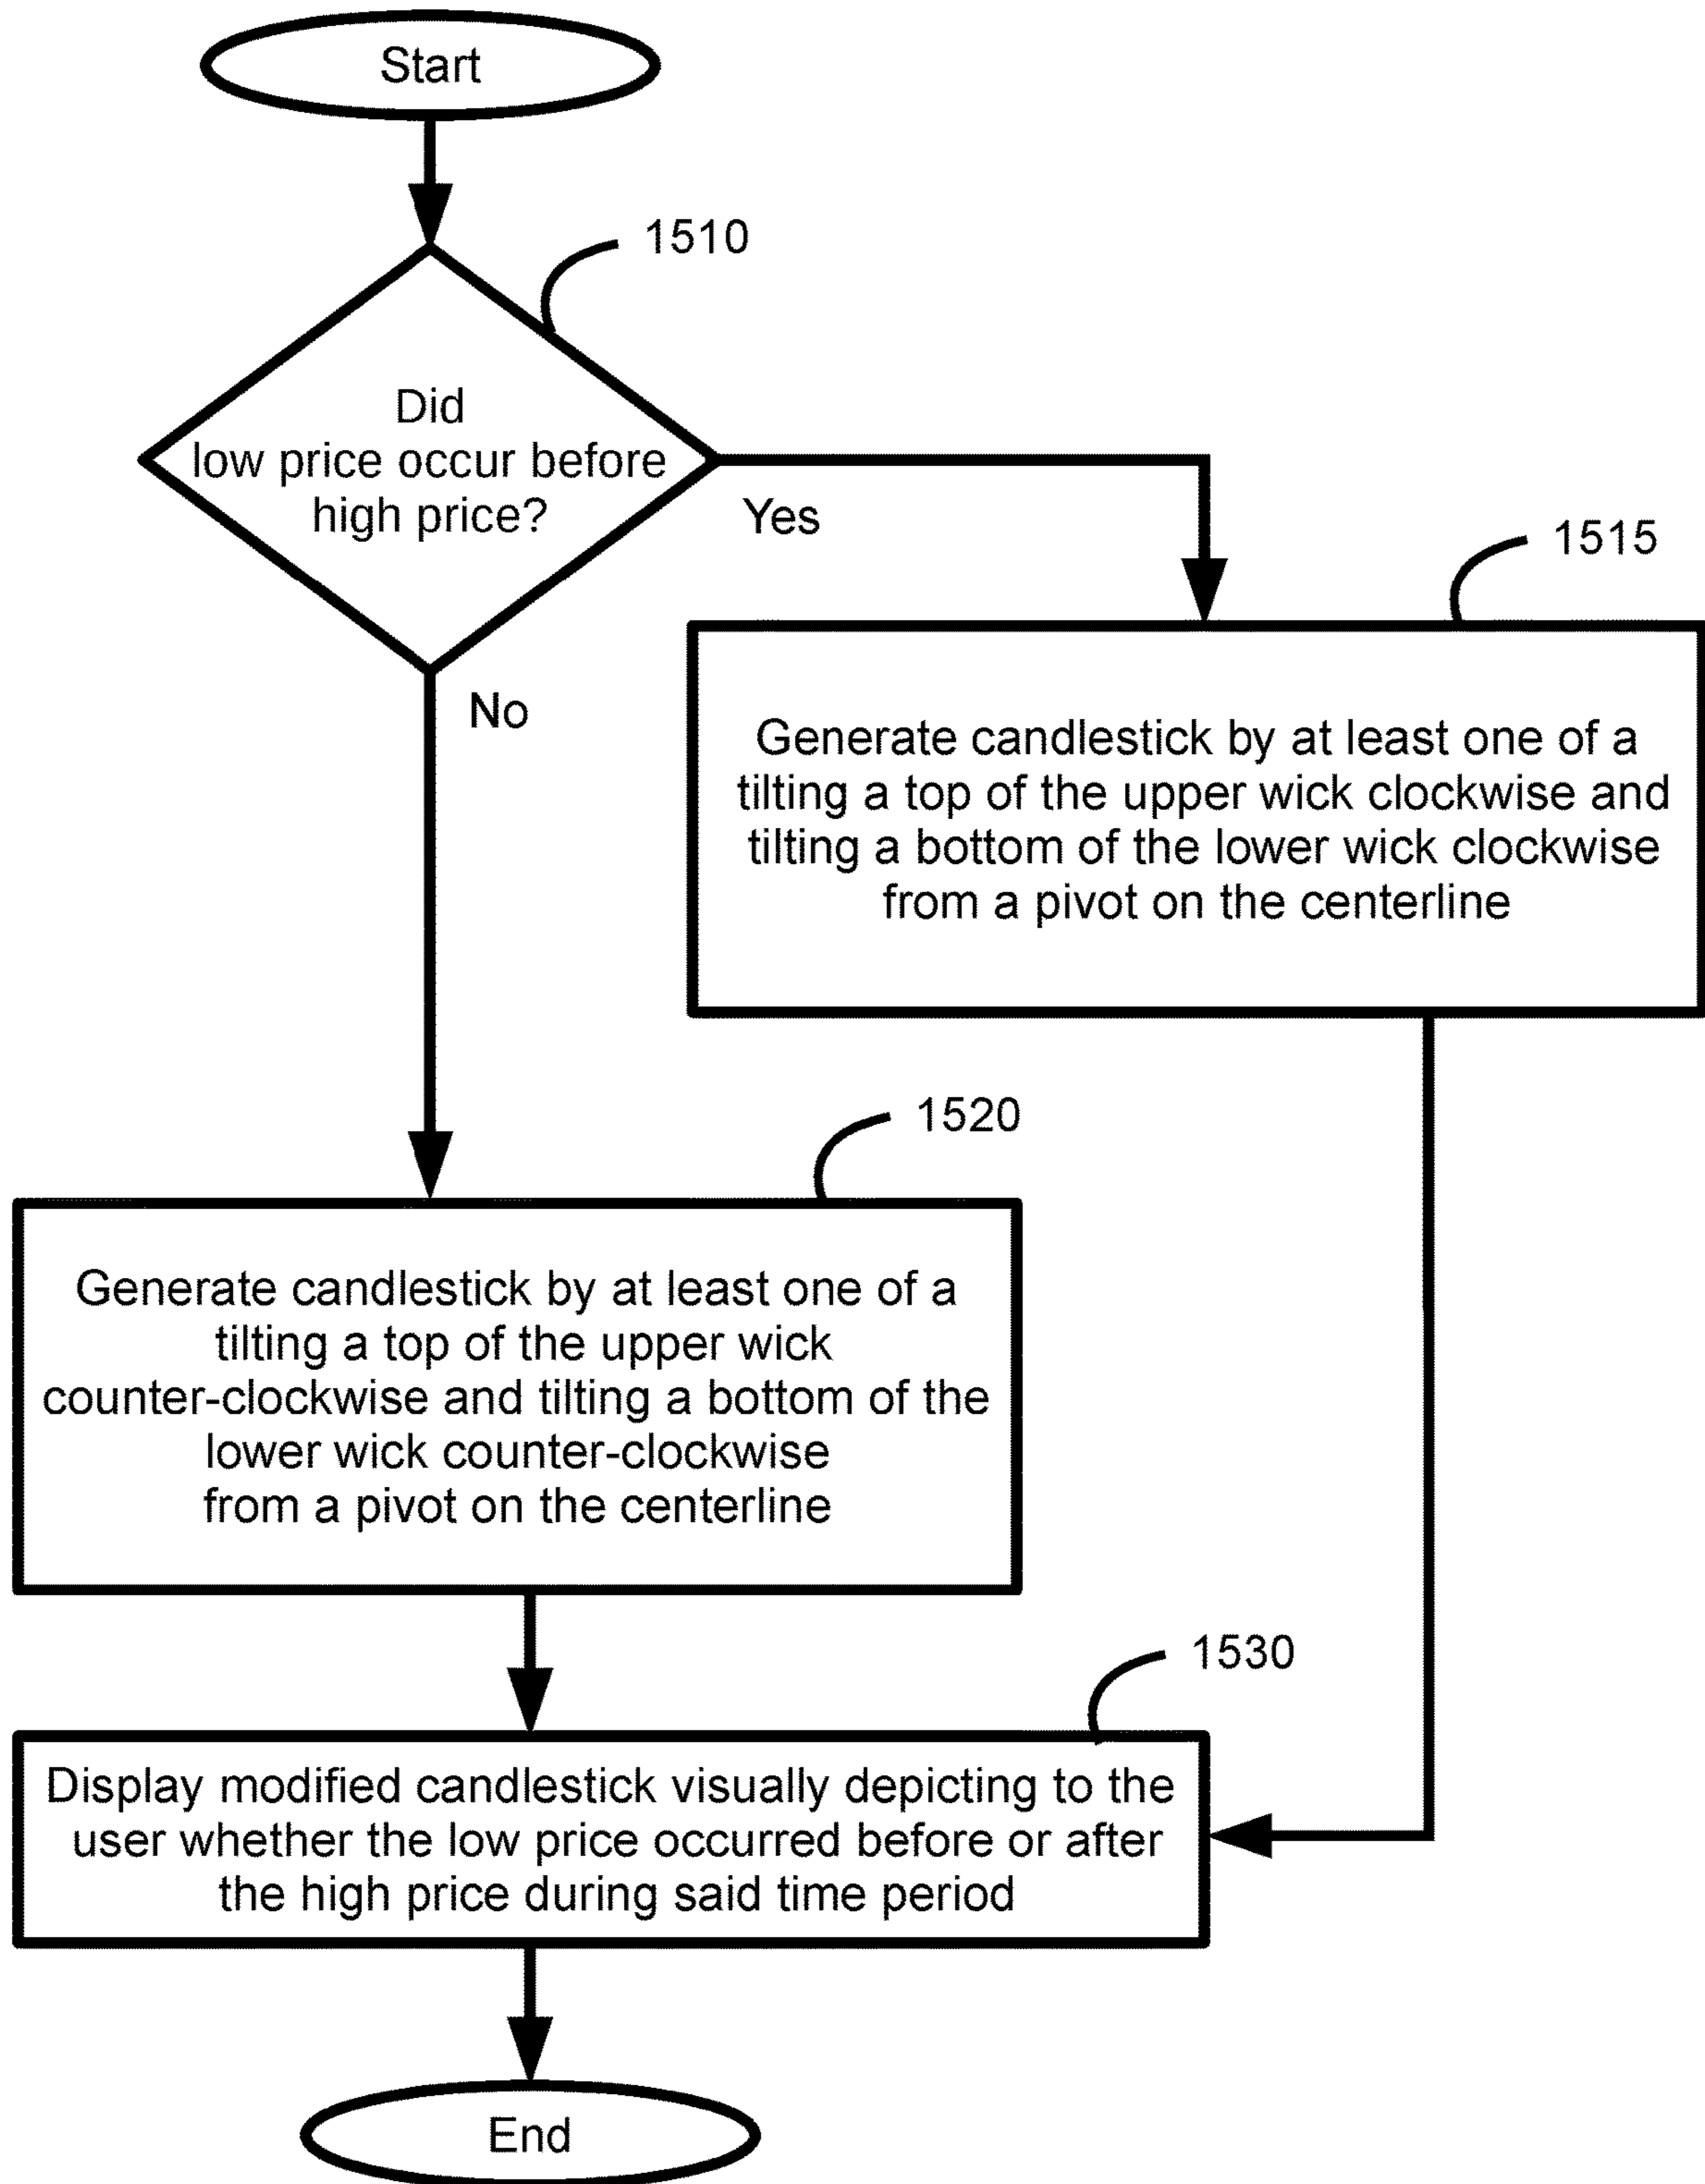 Start
1510
Did
low price occur before
high price?
Yes
1515
Generate candlestick by at least one of a
tilting a top of the upper wick clockwise and
tilting a bottom of the lower wick clockwise
from a pivot on the centerline
No
1520
Generate candlestick by at least one of a
tilting a top of the upper wick
counter-clockwise and tilting a bottom of the
lower wick counter-clockwise
from a pivot on the centerline
1530
Display modified candlestick visually depicting to the
user whether the low price occurred before or after
the high price during said time period
End